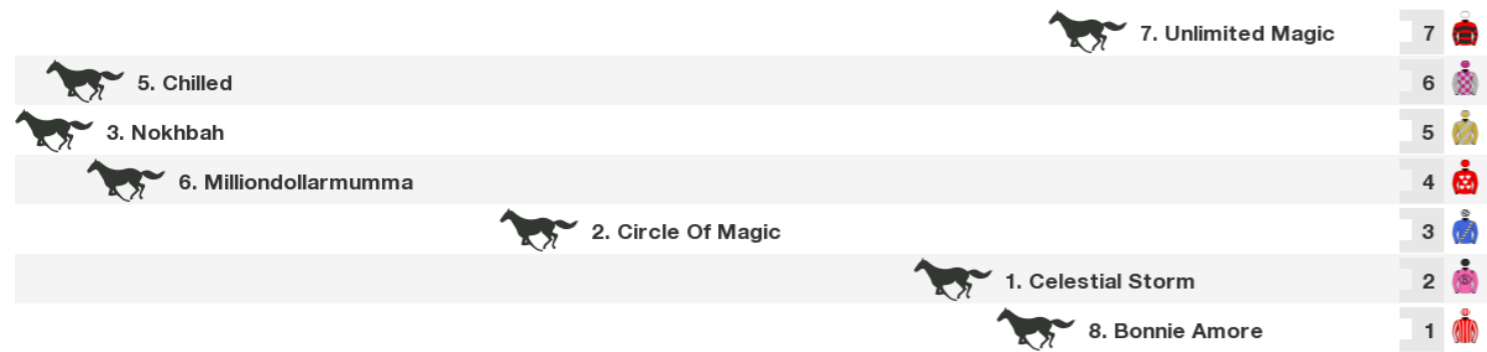 7. Unlimited Magic 7
5. Chilled 6
3. Nokhbah 5
6. Milliondollarmumma 4
2. Circle Of Magic 3
1. Celestial Storm 2
8. Bonnie Amore 1